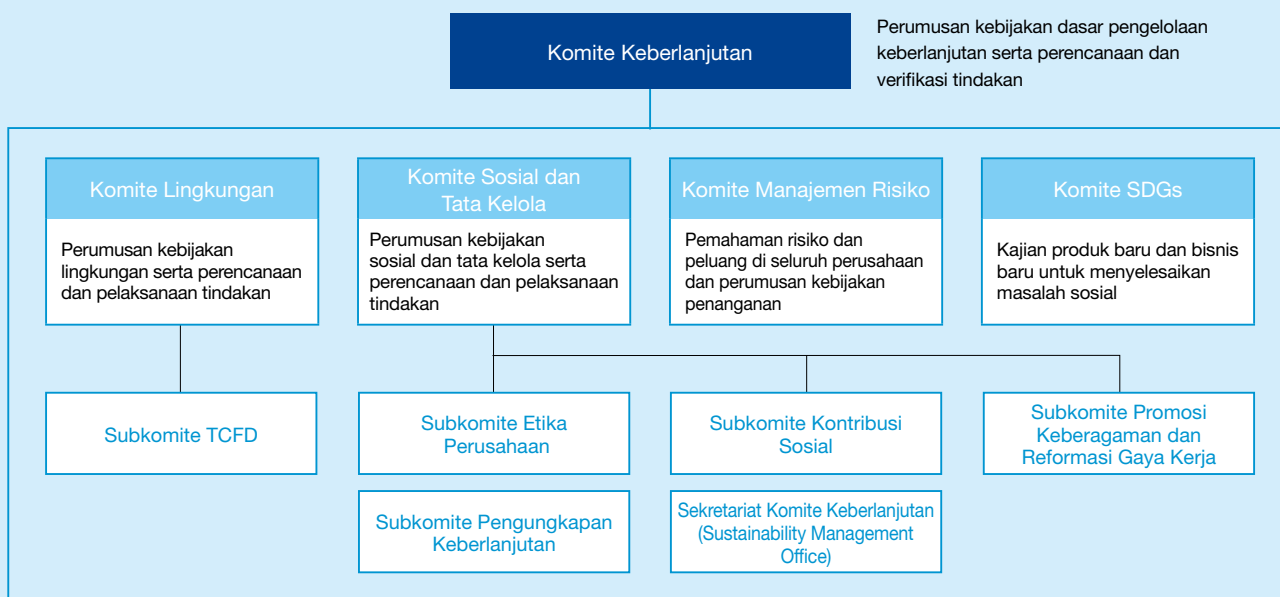 Komite Keberlanjutan
Perumusan kebijakan dasar pengelolaan
keberlanjutan serta perencanaan dan
verifikasi tindakan
Komite Lingkungan
Perumusan kebijakan
lingkungan serta perencanaan
dan pelaksanaan tindakan
Komite Sosial dan
Tata Kelola
Perumusan kebijakan
sosial dan tata kelola serta
perencanaan dan pelaksanaan
tindakan
Komite Manajemen Risiko
Pemahaman risiko dan
peluang di seluruh perusahaan
dan perumusan kebijakan
penanganan
Komite SDGs
Kajian produk baru dan bisnis
baru untuk menyelesaikan
masalah sosial
Subkomite TCFD
Subkomite Etika
Perusahaan
Subkomite Kontribusi
Sosial
Subkomite Promosi
Keberagaman dan
Reformasi Gaya Kerja
Subkomite Pengungkapan
Keberlanjutan
Sekretariat Komite Keberlanjutan
(Sustainability Management
Office)